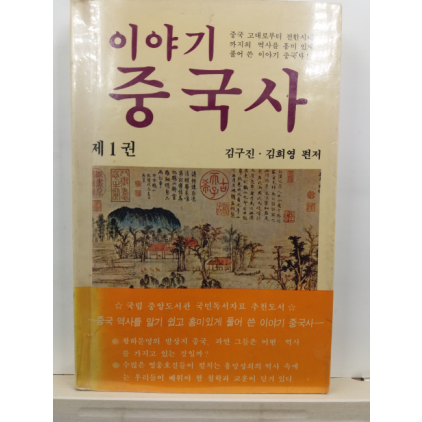 이야기
중국사
중국 고대로부터 전한시대
까지의 역사를 흥미 있게
풀어 쓴 이야기 중국사
제1권
김구진 · 김희영 편저
☆ 국립 중앙도서관 국민독서자료 추천도서 ☆
—중국 역사를 알기 쉽고 흥미있게 풀어 쓴 이야기 중국사—
황하문명의 발상지 중국, 과연 그들은 어떤 역사
를 가지고 있는 것일까?
수많은 영웅호걸들이 펼치는 흥망성쇠의 역사 속에
는 우리들이 배워야 할 철학과 교훈이 담겨 있다